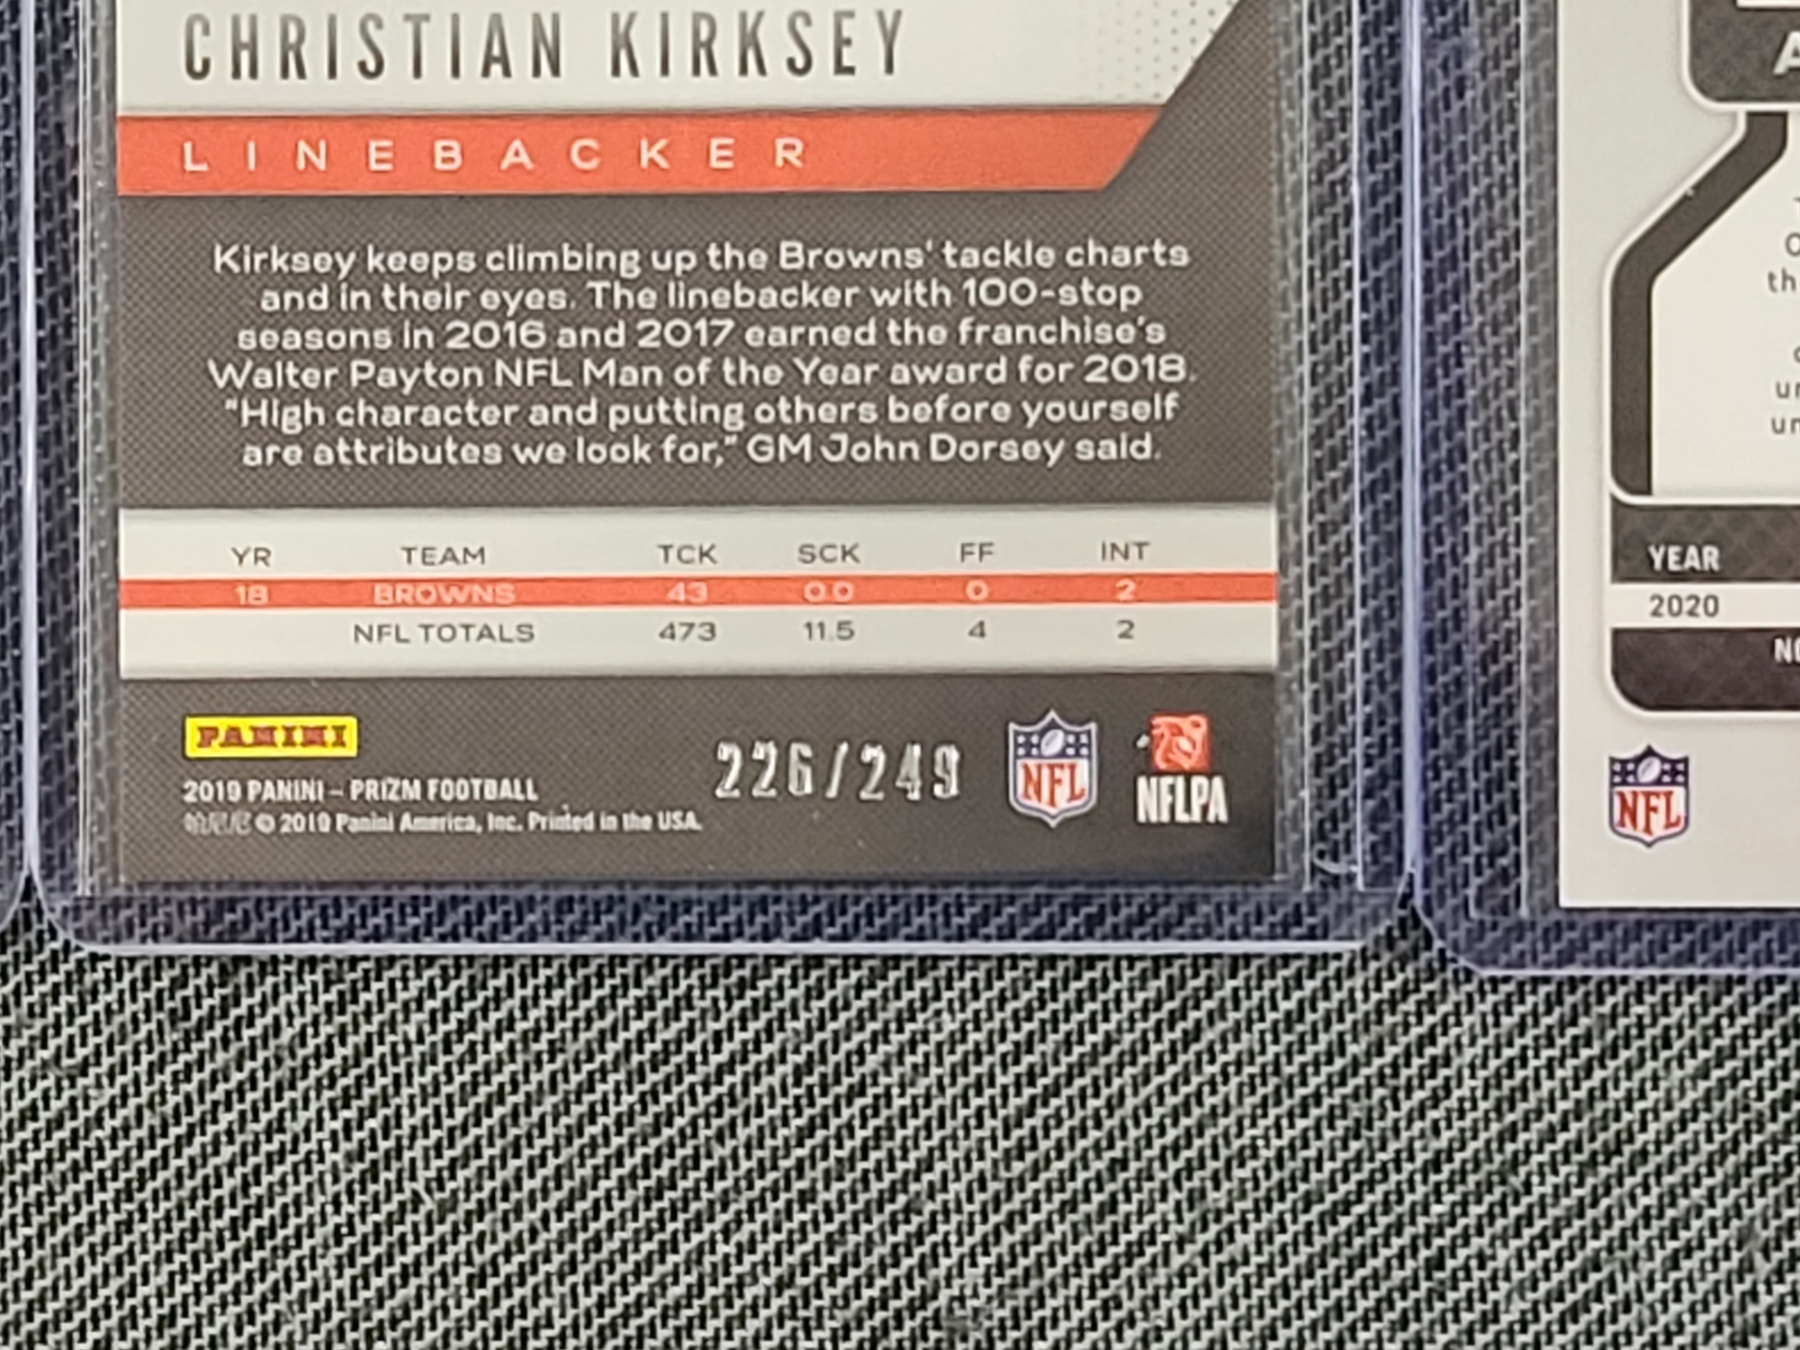 CHRISTIAN KIRKSEY
LINEBACKER
Kirksey keeps climbing up the Browns' tackle charts
and in their eyes. The linebacker with 100-stop
seasons in 2016 and 2017 earned the franchise's
Walter Payton NFL Man of the Year award for 2018.
"High character and putting others before yourself
are attributes we look for," GM John Dorsey said.
YR TEAM TCK SCK FF INT
18 BROWNS 43 0.0 0 2
NFL TOTALS 473 11.5 4 2
PANINI
2019 PANINI – PRIZM FOOTBALL
© 2019 Panini America, Inc. Printed in the USA.
226/249
NFL
NFLPA
YEAR
2020
NFL